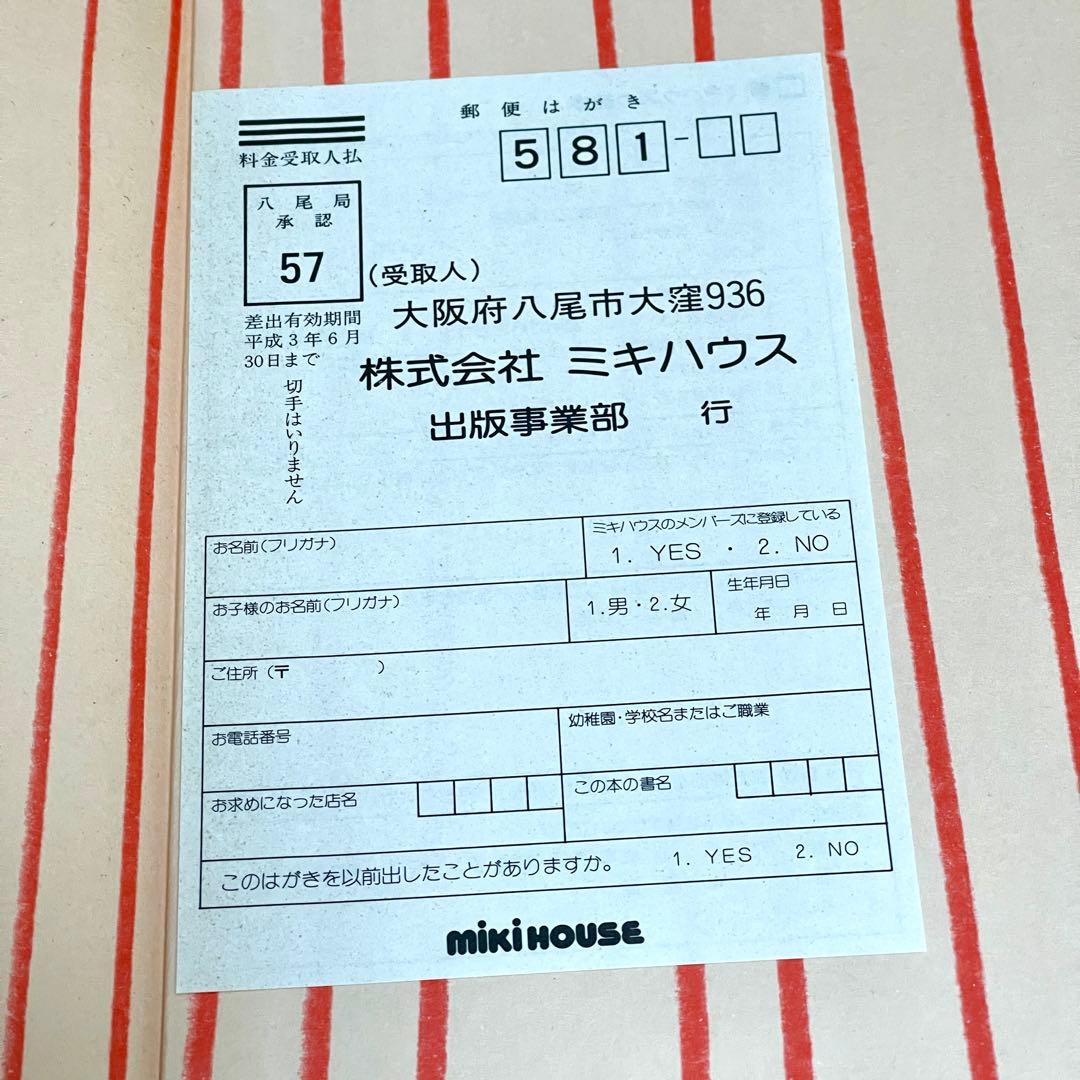 郵便はがき
581-
料金受取人払
八尾局
承認
57
差出有効期間
平成3年6月
30日まで
切手はいりません
(受取人)
大阪府八尾市大窪936
株式会社 ミキハウス
出版事業部 行
お名前(フリガナ)
ミキハウスのメンバーズに登録している
1. YES ・ 2. NO
お子様のお名前(フリガナ)
1.男・2.女
生年月日
年 月 日
ご住所 (〒 )
お電話番号
幼稚園・学校名またはご職業
お求めになった店名
この本の書名
このはがきを以前出したことがありますか。 1. YES 2. NO
mikiHOUSE